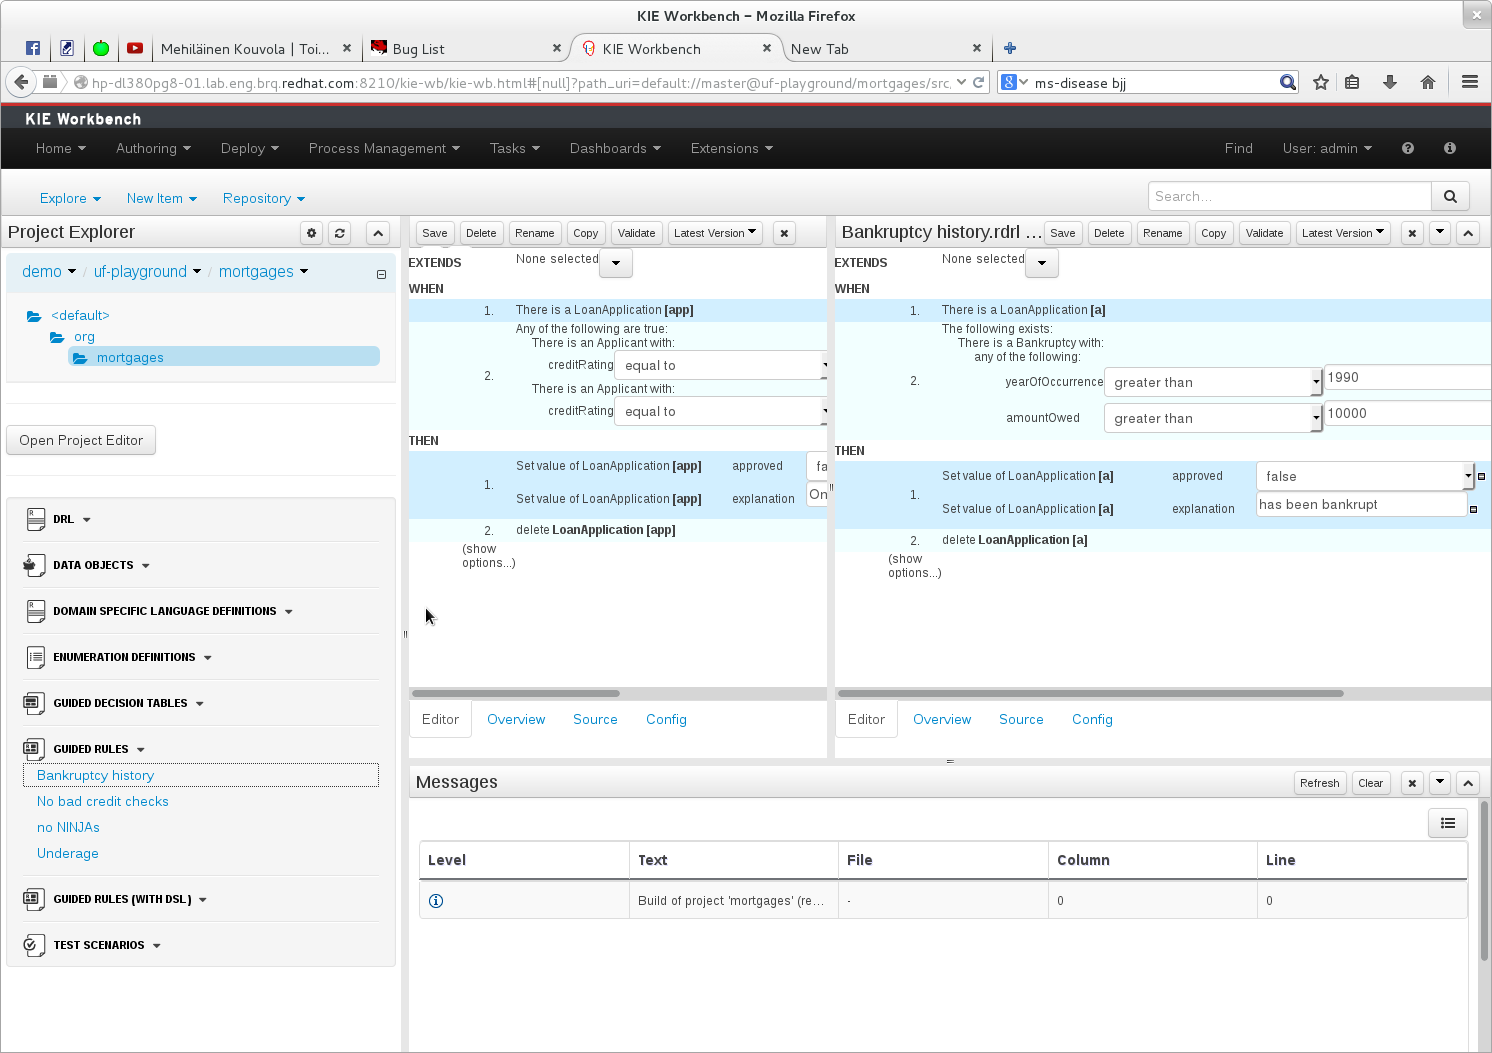 KIE Workbench – Mozilla Firefox
Mehiläinen Kouvola | Toi...
Bug List
KIE Workbench
New Tab
hp-dl380pg8-01.lab.eng.brq.redhat.com:8210/kie-wb/kie-wb.html#[null]?path_uri=default://master@uf-playground/mortgages/src,
ms-disease bjj
KIE Workbench
Home Authoring Deploy Process Management Tasks Dashboards Extensions Find User: admin
Explore New Item Repository Search...
Project Explorer
demo / uf-playground / mortgages
<default>
org
mortgages
Open Project Editor
DRL
DATA OBJECTS
DOMAIN SPECIFIC LANGUAGE DEFINITIONS
ENUMERATION DEFINITIONS
GUIDED DECISION TABLES
GUIDED RULES
Bankruptcy history
No bad credit checks
no NINJAs
Underage
GUIDED RULES (WITH DSL)
TEST SCENARIOS
Save Delete Rename Copy Validate Latest Version
EXTENDS None selected
WHEN
1. There is a LoanApplication [app]
Any of the following are true:
There is an Applicant with:
creditRating equal to
2.
There is an Applicant with:
creditRating equal to
THEN
Set value of LoanApplication [app] approved fa
1.
Set value of LoanApplication [app] explanation On
2. delete LoanApplication [app]
(show
options...)
Editor Overview Source Config
Bankruptcy history.rdrl ... Save Delete Rename Copy Validate Latest Version
EXTENDS None selected
WHEN
1. There is a LoanApplication [a]
The following exists:
There is a Bankruptcy with:
any of the following:
2.
yearOfOccurrence greater than 1990
amountOwed greater than 10000
THEN
Set value of LoanApplication [a] approved false
1.
Set value of LoanApplication [a] explanation has been bankrupt
2. delete LoanApplication [a]
(show
options...)
Editor Overview Source Config
Messages Refresh Clear
Level Text File Column Line
Build of project 'mortgages' (re... - 0 0